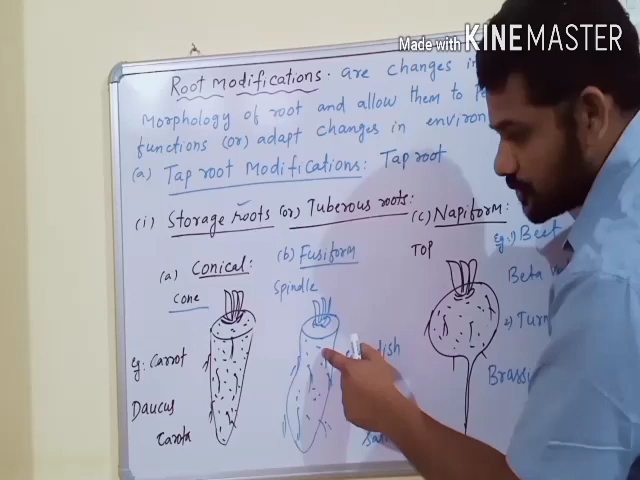 Made with KINEMASTER
Root modifications. are changes in
Morphology of root and allow them to
functions (or) adapt changes in environ
(a) Tap root Modifications: Tap root
(i) Storage roots (or) Tuberous roots:
(c) Napiform:
(a) Conical:
(b) Fusiform
eg:1) Beet
TOP
Cone
Spindle
Beta
eg: Carrot
dish
2) Turn
Daucus
Brassi
Carota